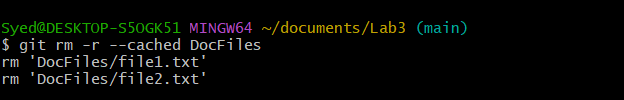 Syed@DESKTOP-S5OGK51 MINGW64 ~/documents/Lab3 (main)
$ git rm -r --cached DocFiles
rm 'DocFiles/file1.txt'
rm 'DocFiles/file2.txt'